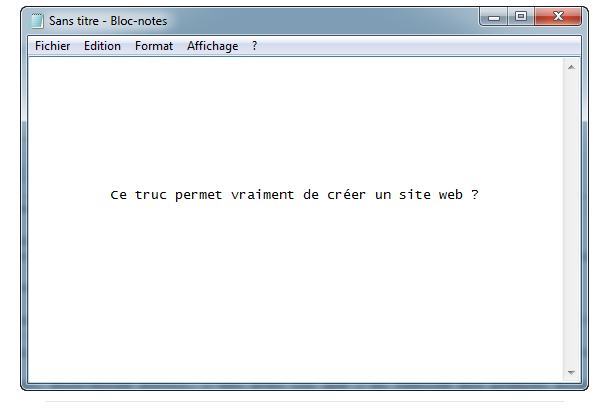 Sans titre - Bloc-notes
Fichier Edition Format Affichage ?
Ce truc permet vraiment de créer un site web ?